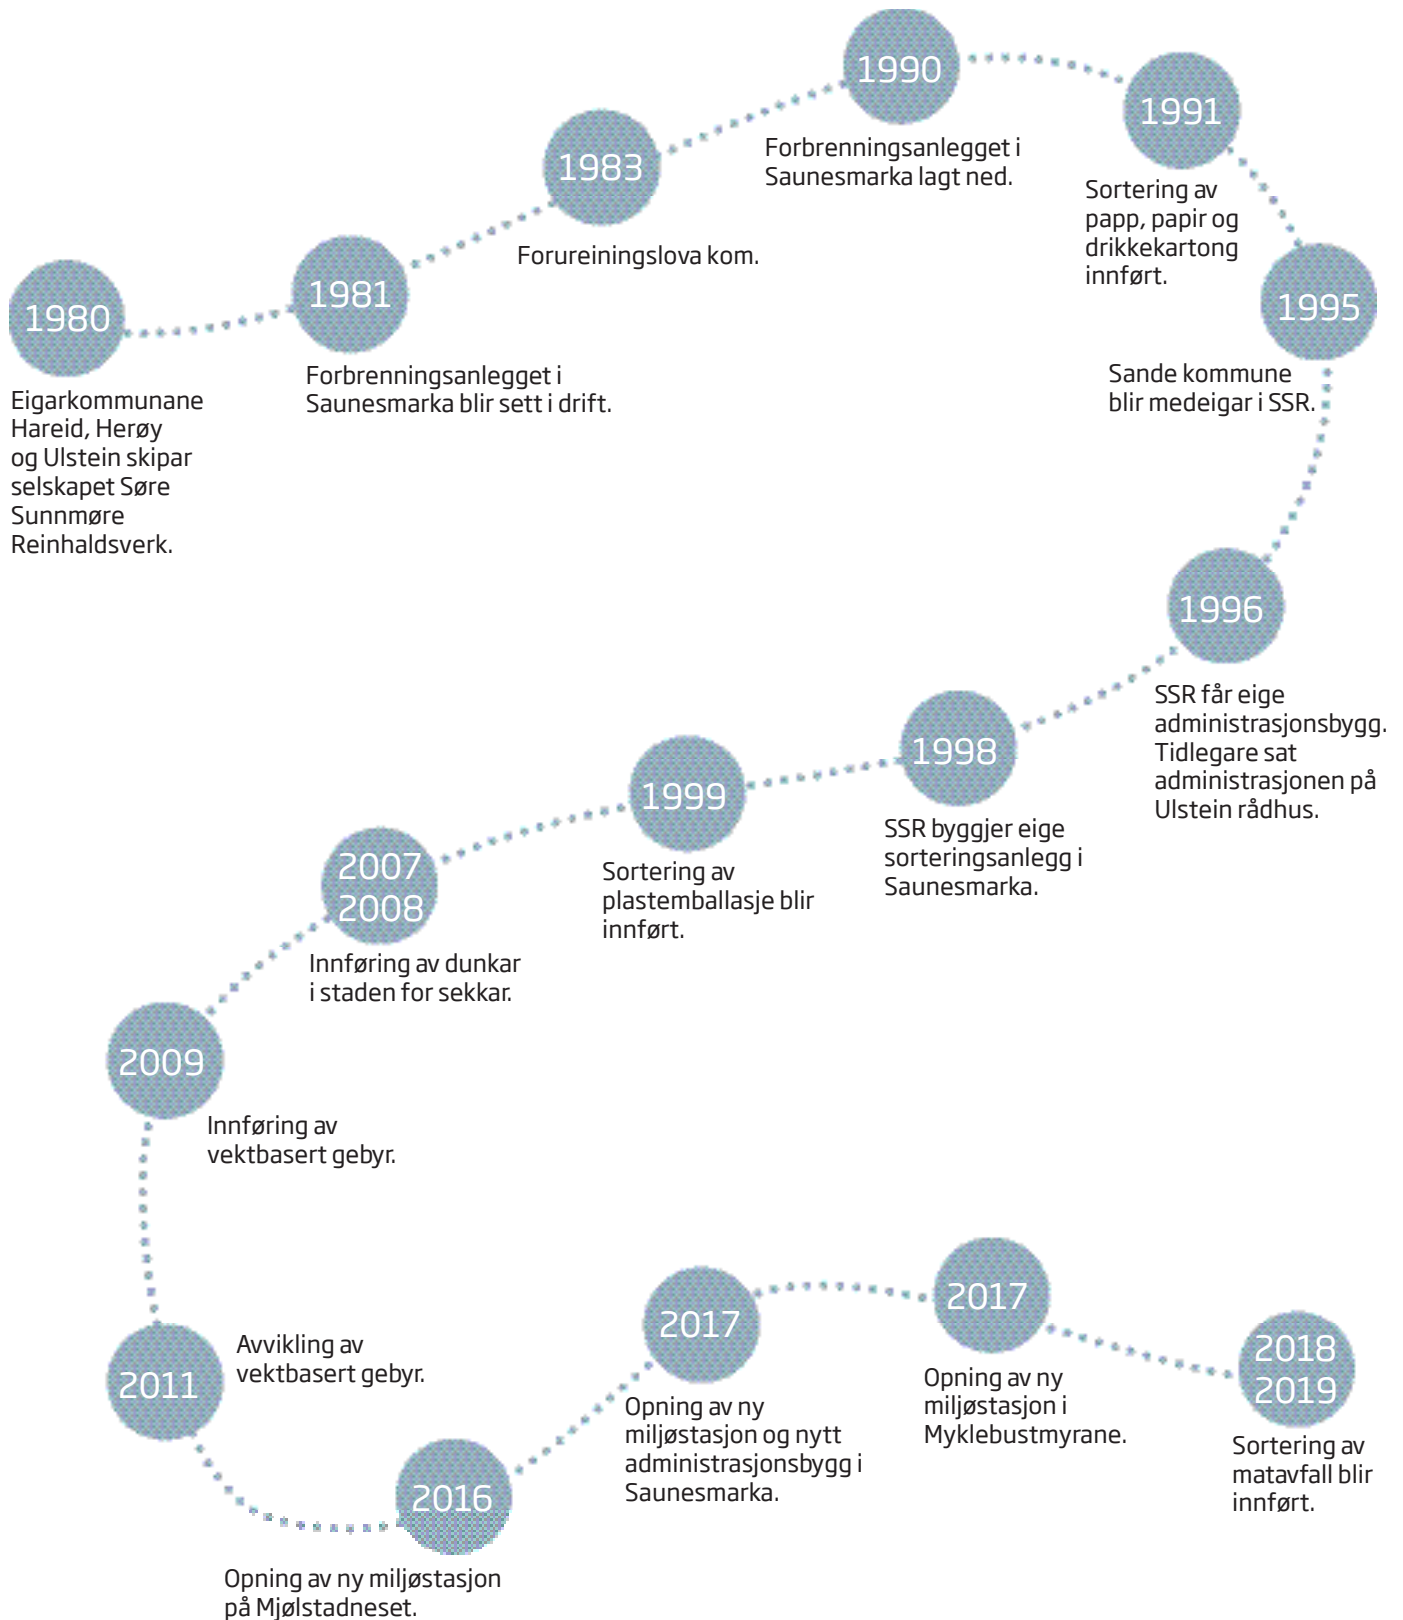 1980
Eigarkommunane
Hareid, Herøy
og Ulstein skipar
selskapet Søre
Sunnmøre
Reinhaldsverk.
1981
Forbrenningsanlegget i
Saunesmarka blir sett i drift.
1983
Forureiningslova kom.
1990
Forbrenningsanlegget i
Saunesmarka lagt ned.
1991
Sortering av
papp, papir og
drikkekartong
innført.
1995
Sande kommune
blir medeigar i SSR.
1996
SSR får eige
administrasjonsbygg.
Tidlegare sat
administrasjonen på
Ulstein rådhus.
1998
SSR byggjer eige
sorteringsanlegg i
Saunesmarka.
1999
Sortering av
plastemballasje blir
innført.
2007
2008
Innføring av dunkar
i staden for sekkar.
2009
Innføring av
vektbasert gebyr.
2011
Avvikling av
vektbasert gebyr.
2016
Opning av ny miljøstasjon
på Mjølstadneset.
2017
Opning av ny
miljøstasjon og nytt
administrasjonsbygg i
Saunesmarka.
2017
Opning av ny
miljøstasjon i
Myklebustmyrane.
2018
2019
Sortering av
matavfall blir
innført.